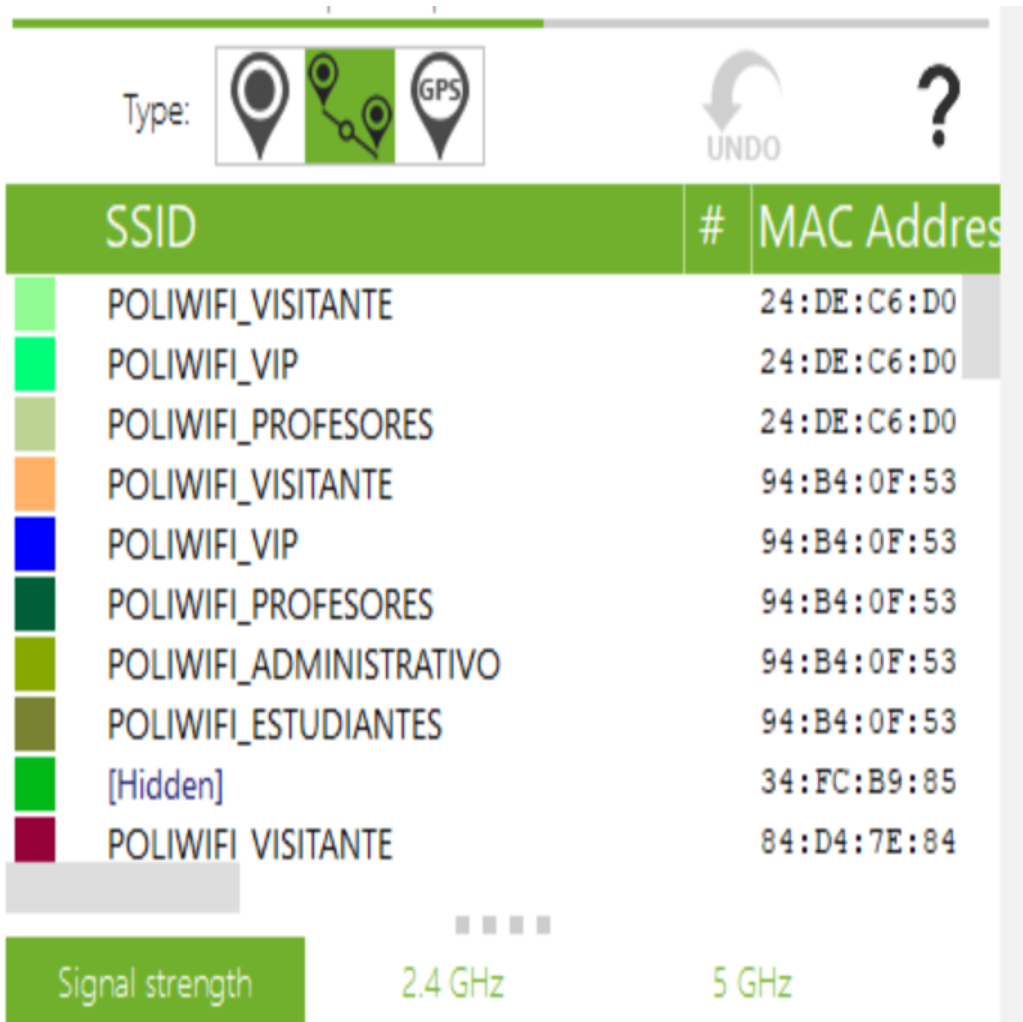 Type: GPS UNDO ?
SSID # MAC Addres
POLIWIFI_VISITANTE 24:DE:C6:D0
POLIWIFI_VIP 24:DE:C6:D0
POLIWIFI_PROFESORES 24:DE:C6:D0
POLIWIFI_VISITANTE 94:B4:0F:53
POLIWIFI_VIP 94:B4:0F:53
POLIWIFI_PROFESORES 94:B4:0F:53
POLIWIFI_ADMINISTRATIVO 94:B4:0F:53
POLIWIFI_ESTUDIANTES 94:B4:0F:53
[Hidden] 34:FC:B9:85
POLIWIFI_VISITANTE 84:D4:7E:84
Signal strength 2.4 GHz 5 GHz